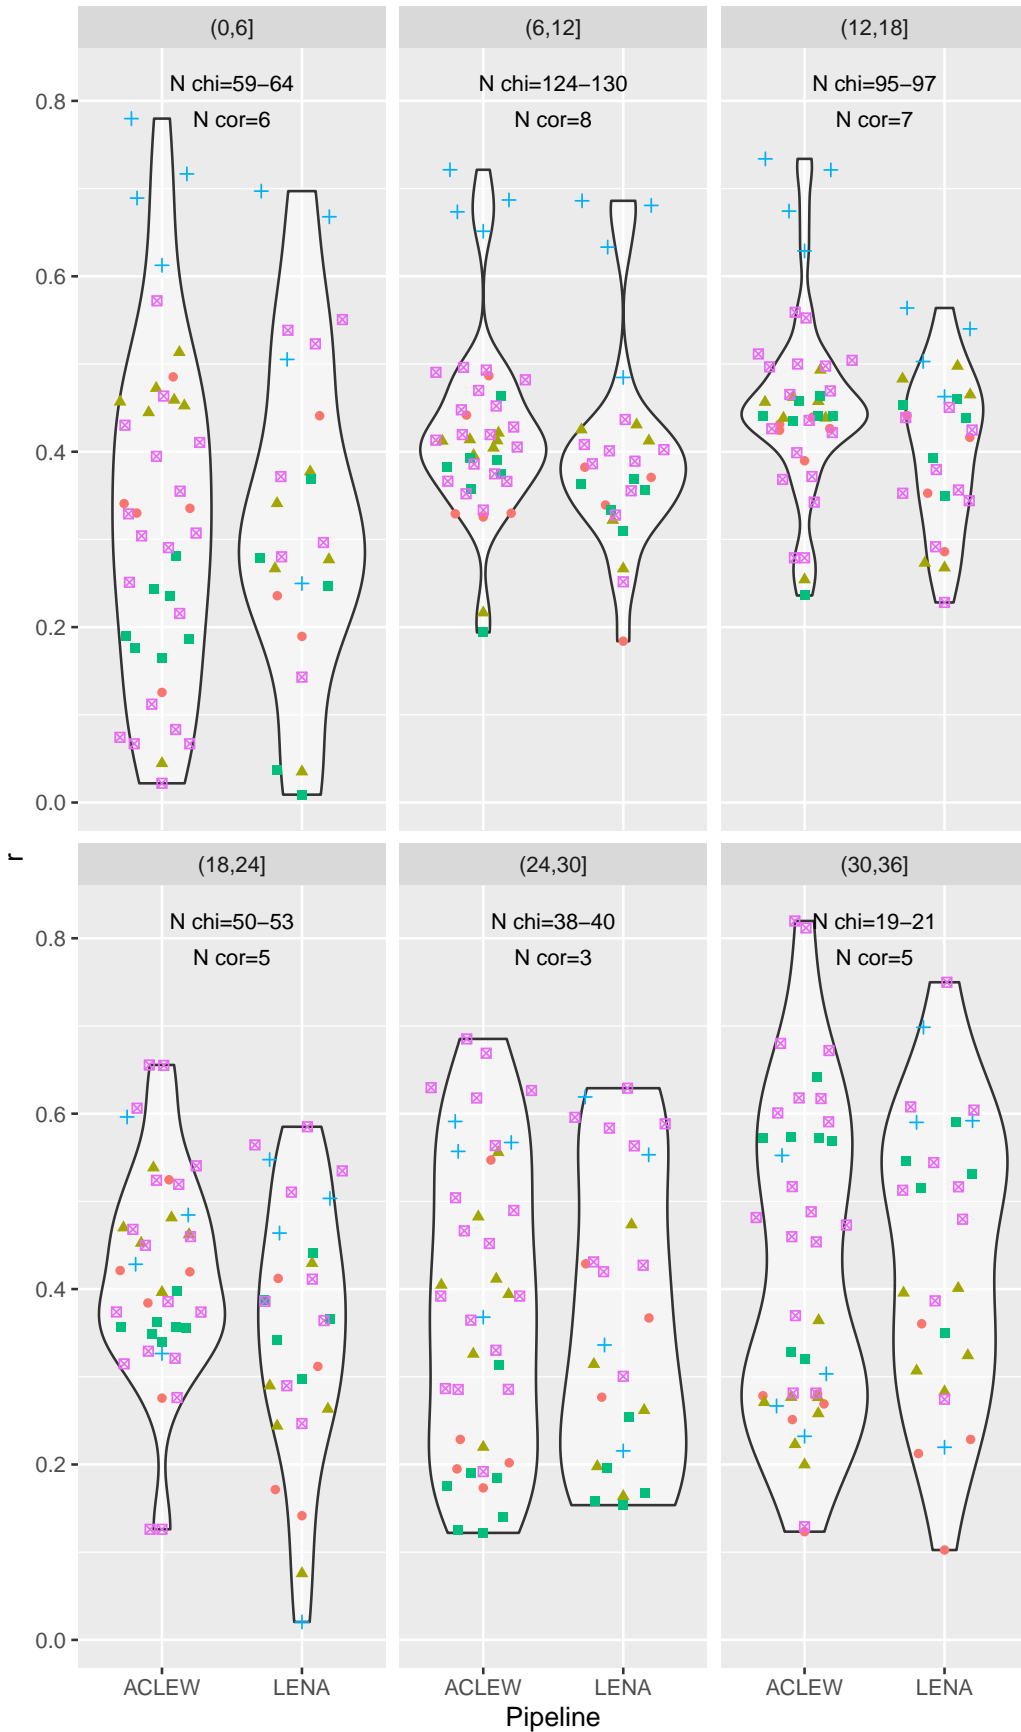 (0,6]
(6,12]
(12,18]
N chi=59−64
N cor=6
N chi=124−130
N cor=8
N chi=95−97
N cor=7
0.8
0.6
0.4
0.2
0.0
r
(18,24]
(24,30]
(30,36]
N chi=50−53
N cor=5
N chi=38−40
N cor=3
N chi=19−21
N cor=5
0.8
0.6
0.4
0.2
0.0
ACLEW
LENA
ACLEW
LENA
ACLEW
LENA
Pipeline